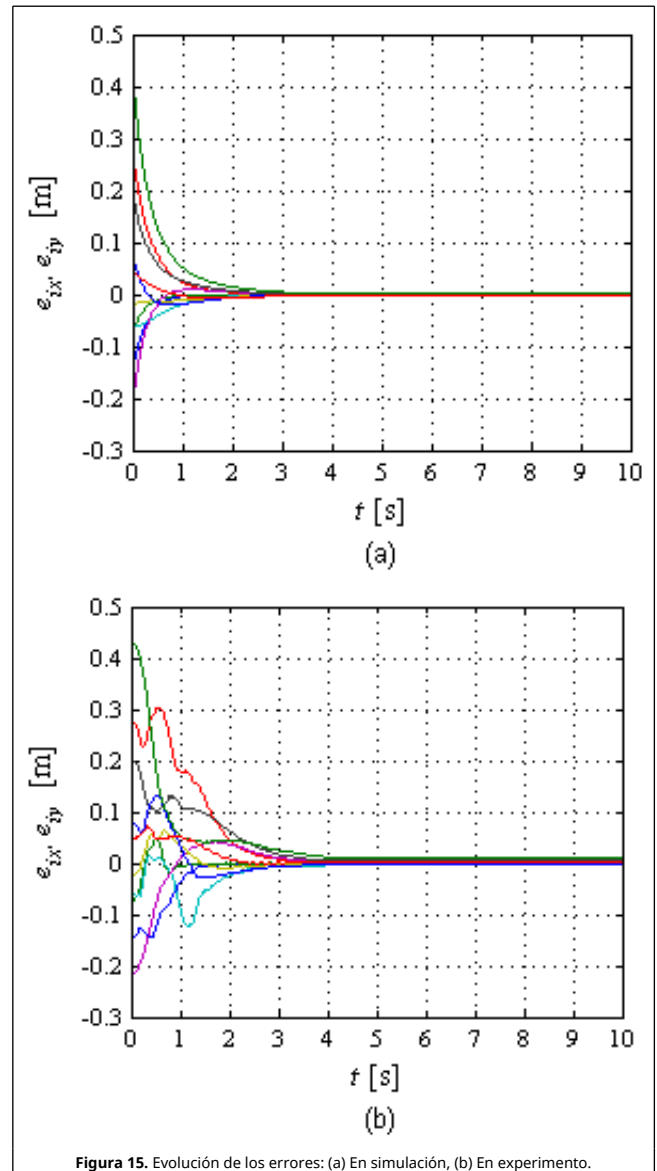 0.5
0.4
0.3
0.2
0.1
0
-0.1
-0.2
-0.3
e_ix, e_iy [m]
0 1 2 3 4 5 6 7 8 9 10
t [s]
(a)
0.5
0.4
0.3
0.2
0.1
0
-0.1
-0.2
-0.3
e_ix, e_iy [m]
0 1 2 3 4 5 6 7 8 9 10
t [s]
(b)
Figura 15. Evolución de los errores: (a) En simulación, (b) En experimento.